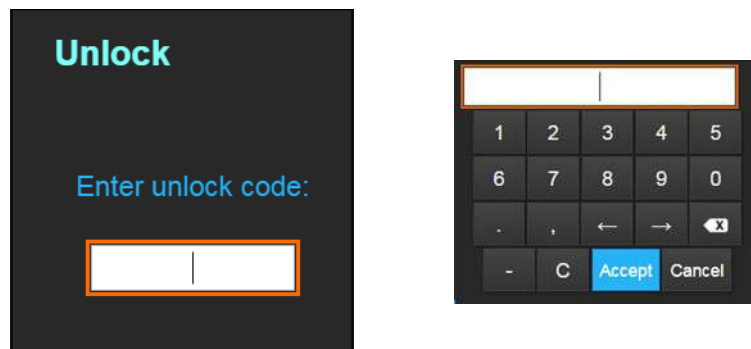 Unlock
Enter unlock code:
1 2 3 4 5
6 7 8 9 0
. , ← → X
- C Accept Cancel